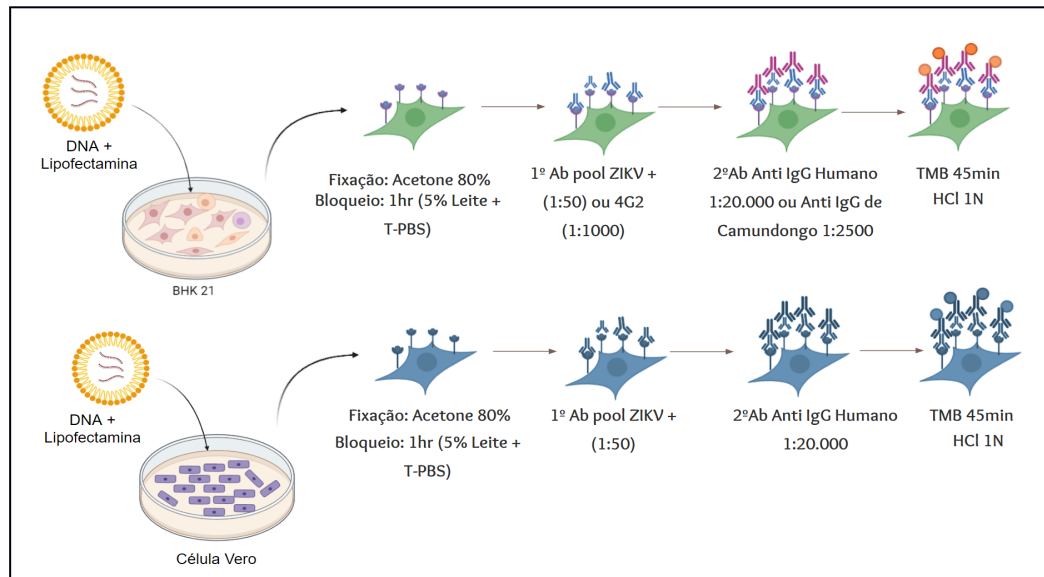 DNA +
Lipofectamina
BHK 21
Fixação: Acetone 80%
Bloqueio: 1hr (5% Leite +
T-PBS)
1º Ab pool ZIKV +
(1:50) ou 4G2
(1:1000)
2ºAb Anti IgG Humano
1:20.000 ou Anti IgG de
Camundongo 1:2500
TMB 45min
HCl 1N
DNA +
Lipofectamina
Célula Vero
Fixação: Acetone 80%
Bloqueio: 1hr (5% Leite +
T-PBS)
1º Ab pool ZIKV +
(1:50)
2ºAb Anti IgG Humano
1:20.000
TMB 45min
HCl 1N